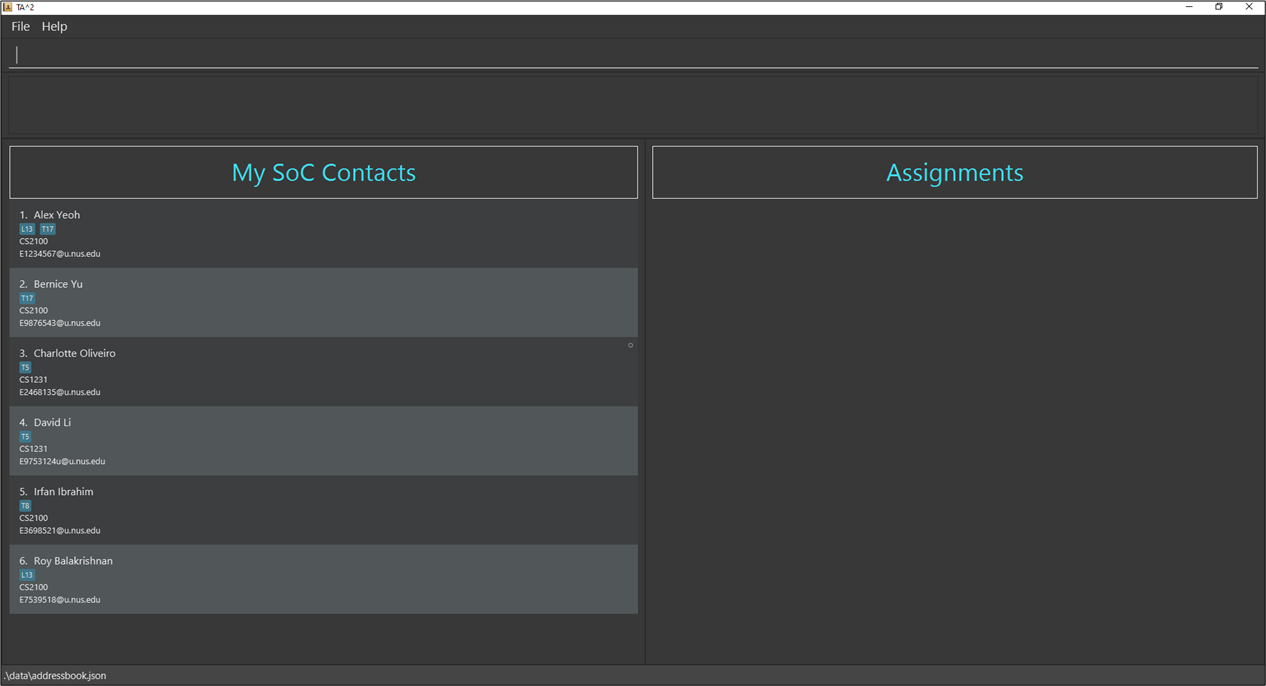 TA^2
File Help
My SoC Contacts
1. Alex Yeoh
L13 T17
CS2100
E1234567@u.nus.edu
2. Bernice Yu
T17
CS2100
E9876543@u.nus.edu
3. Charlotte Oliveiro
T5
CS1231
E2468135@u.nus.edu
4. David Li
T5
CS1231
E9753124u@u.nus.edu
5. Irfan Ibrahim
T8
CS2100
E3698521@u.nus.edu
6. Roy Balakrishnan
L13
CS2100
E7539518@u.nus.edu
Assignments
.\data\addressbook.json